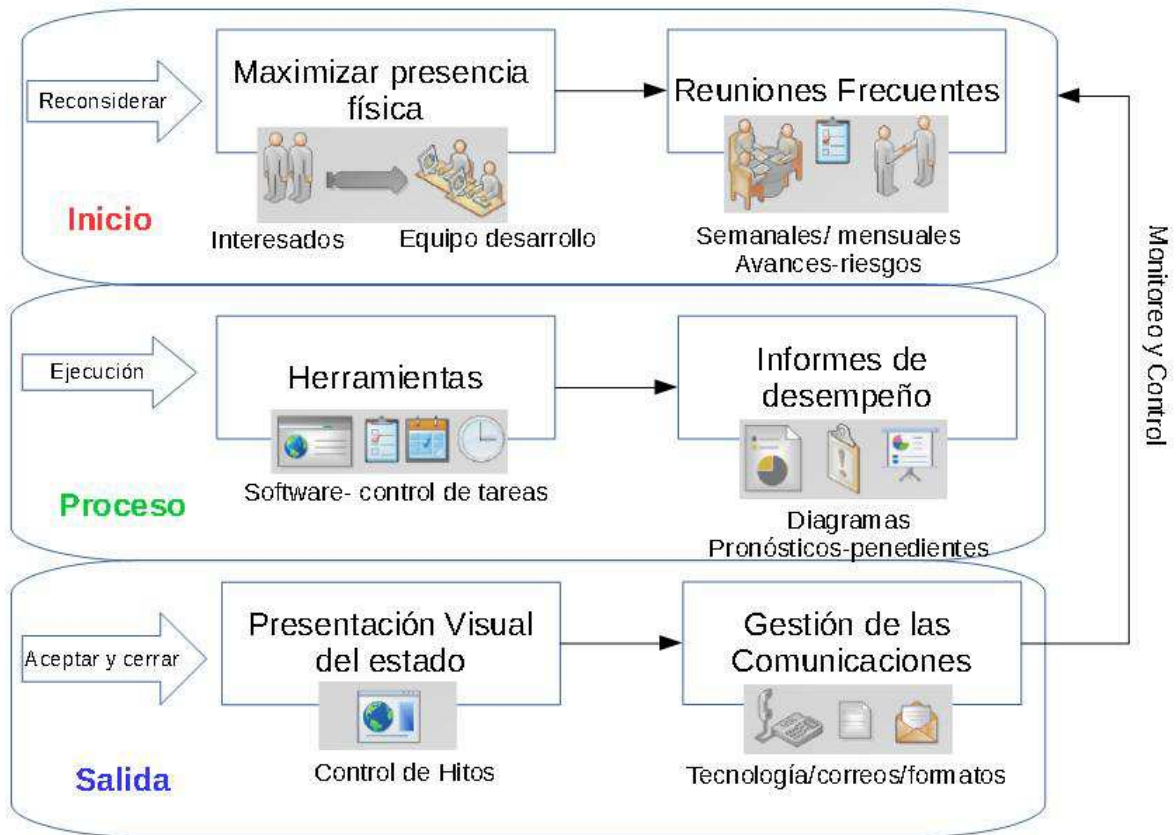 Reconsiderar
Maximizar presencia
física
Reuniones Frecuentes
Inicio
Interesados
Equipo desarrollo
Semanales/ mensuales
Avances-riesgos
Ejecución
Herramientas
Informes de
desempeño
Proceso
Software- control de tareas
Diagramas
Pronósticos-penedientes
Aceptar y cerrar
Presentación Visual
del estado
Gestión de las
Comunicaciones
Salida
Control de Hitos
Tecnología/correos/formatos
Monitoreo y Control